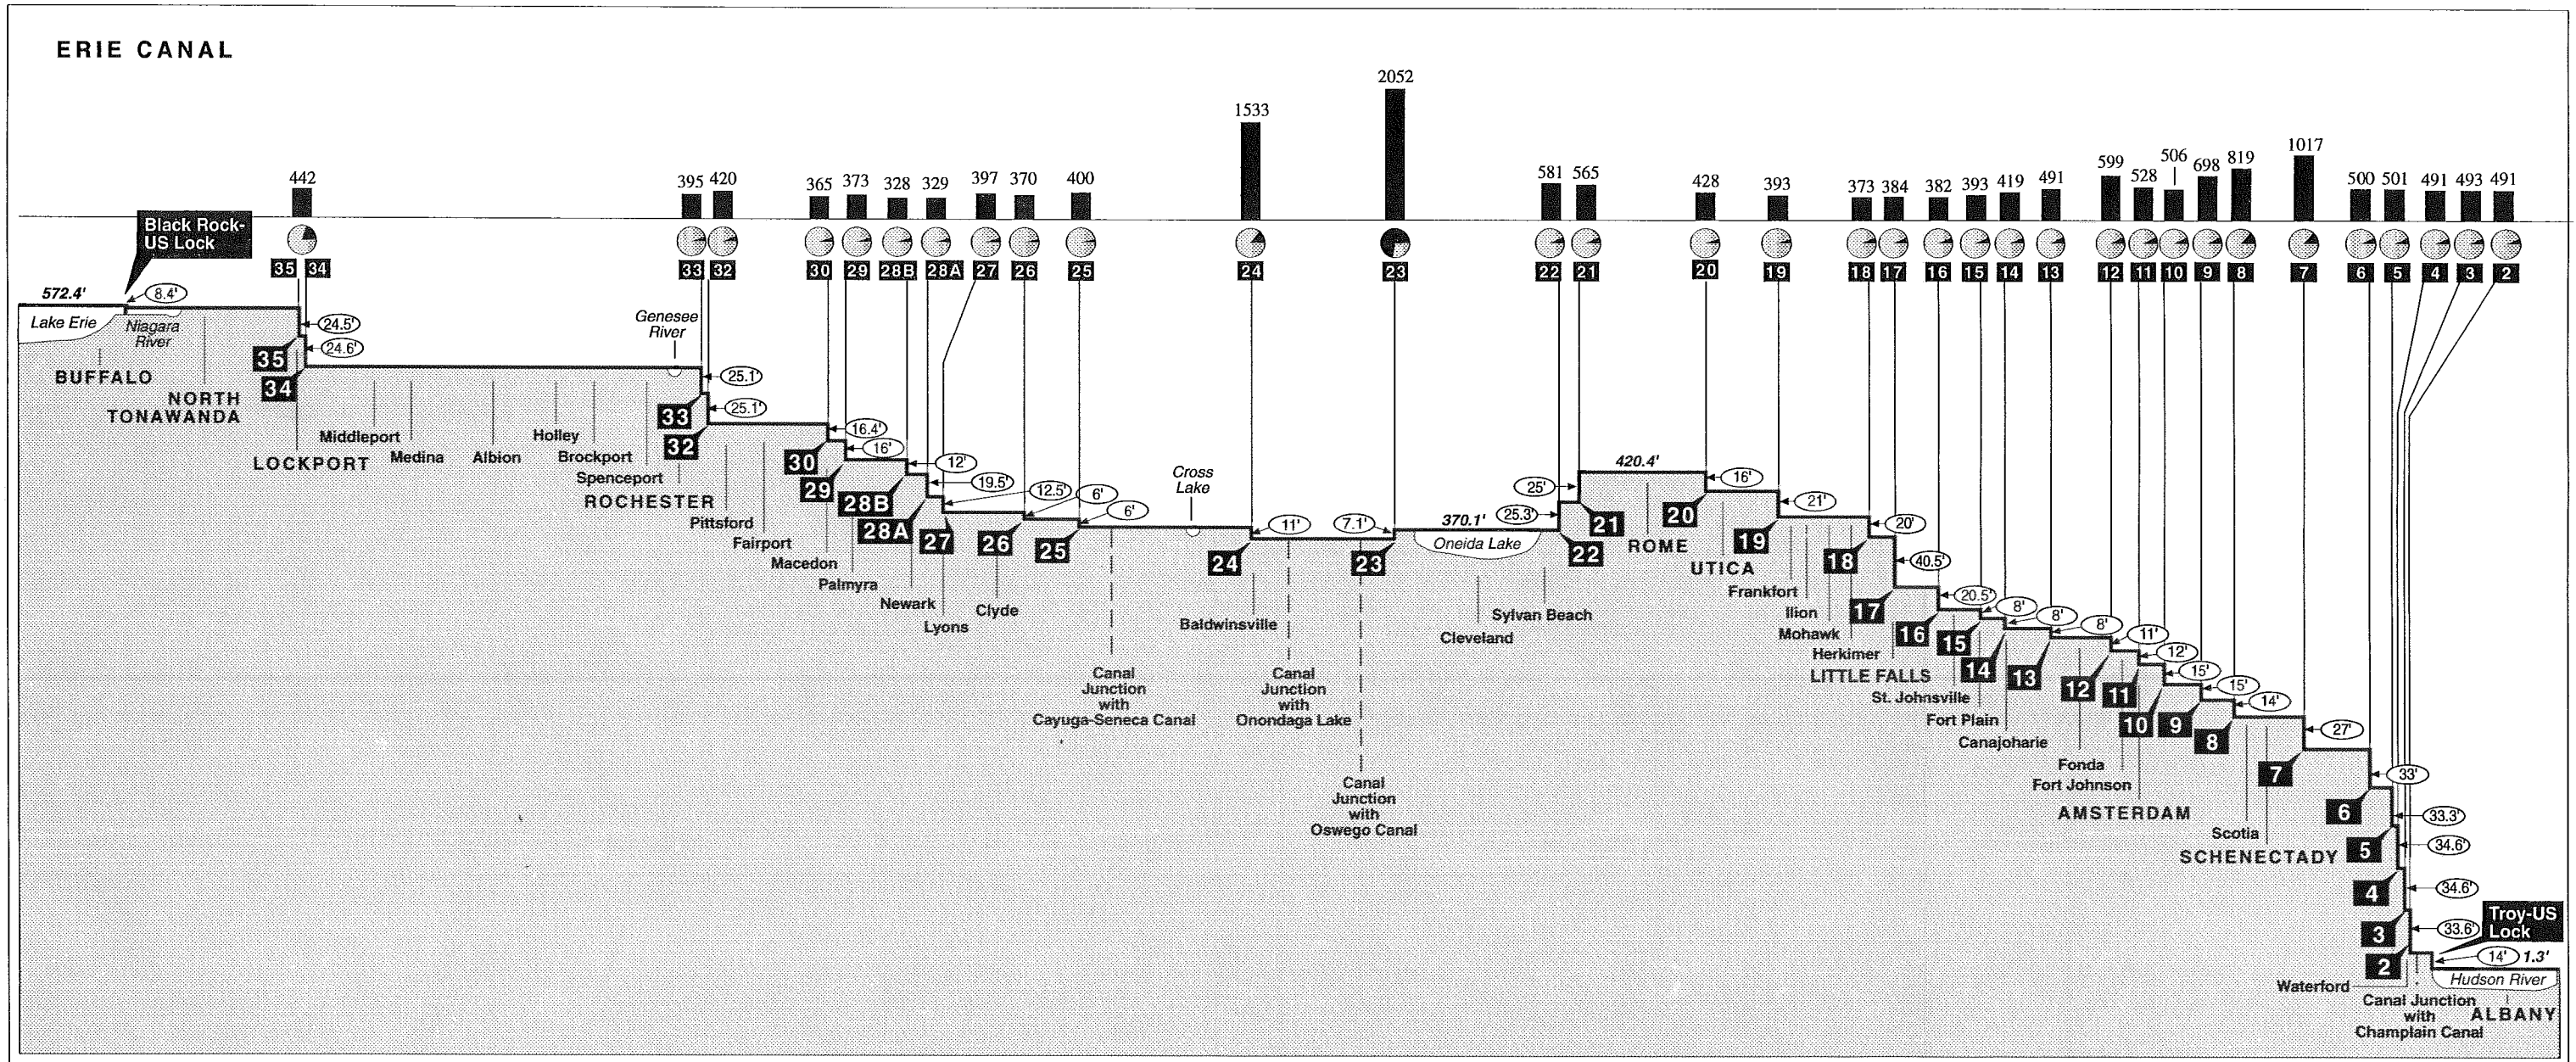 ERIE CANAL
2052
1533
1017
819
698
506
599
528
581
565
442
395
420
365
373
328
329
397
370
400
428
393
373
384
382
393
419
491
500
501
491
493
491
Black Rock-
US Lock
35
34
33
32
30
29
28B
28A
27
26
25
24
23
22
21
20
19
18
17
16
15
14
13
12
11
10
9
8
7
6
5
4
3
2
572.4'
8.4'
Lake Erie
Niagara
River
24.5'
24.6'
35
34
BUFFALO
NORTH
TONAWANDA
LOCKPORT
Middleport
Medina
Albion
Holley
Brockport
Spenceport
Genesee
River
25.1'
25.1'
33
32
ROCHESTER
Pittsford
Fairport
Macedon
Palmyra
Newark
Lyons
Clyde
16.4'
16'
12'
19.5'
12.5'
6'
6'
30
29
28B
28A
27
26
25
Cross
Lake
11'
7.1'
24
23
Baldwinsville
Canal
Junction
with
Cayuga-Seneca Canal
Canal
Junction
with
Onondaga Lake
Canal
Junction
with
Oswego Canal
370.1'
Oneida Lake
Cleveland
Sylvan Beach
25'
25.3'
420.4'
21
22
ROME
16'
20
UTICA
21'
19
Frankfort
Ilion
Mohawk
Herkimer
LITTLE FALLS
St. Johnsville
Fort Plain
Canajoharie
Fonda
Fort Johnson
AMSTERDAM
Scotia
SCHENECTADY
20'
40.5'
20.5'
8'
8'
8'
11'
12'
15'
15'
14'
27'
33'
33.3'
34.6'
34.6'
33.6'
18
17
16
15
14
13
12
11
10
9
8
7
6
5
4
3
2
Troy-US
Lock
14'
1.3'
Hudson River
Waterford
Canal Junction
with
Champlain Canal
ALBANY